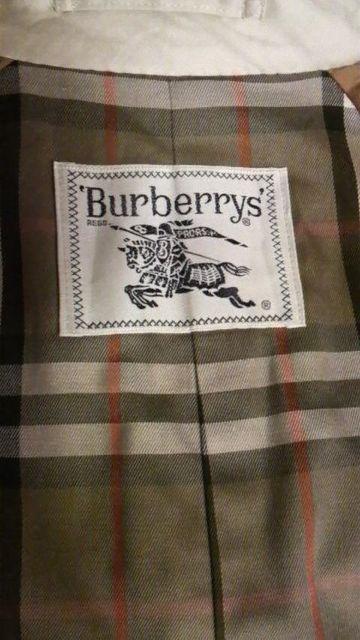 'Burberrys'
REGD ®
PRORSUM
®